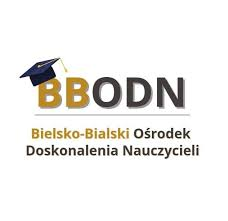 BBODN
Bielsko-Bialski Ośrodek
Doskonalenia Nauczycieli